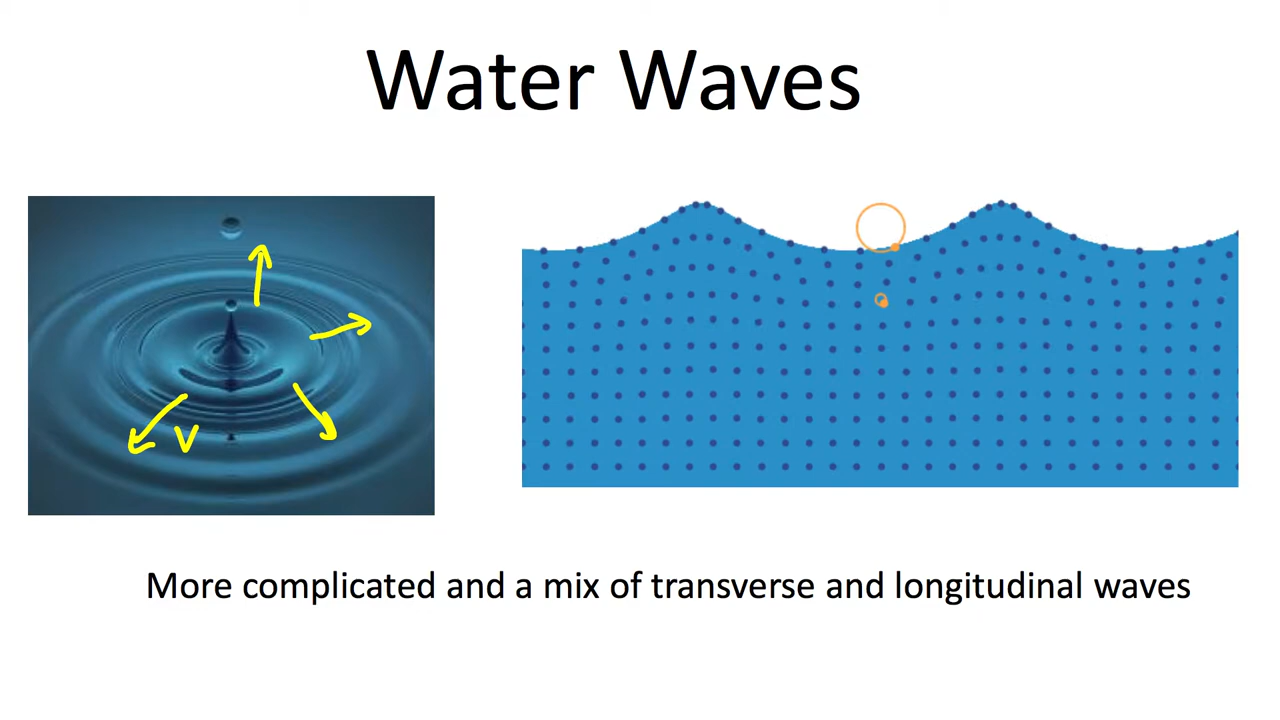 Water Waves
v
More complicated and a mix of transverse and longitudinal waves